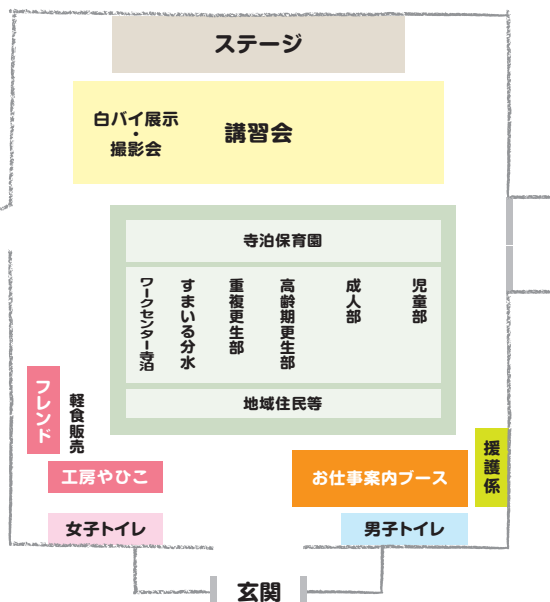 ステージ
白バイ展示
・
撮影会
講習会
寺泊保育園
ワークセンター寺泊
すまいる分水
重複更生部
高齢期更生部
成人部
児童部
地域住民等
フレンド
軽食販売
工房やひこ
お仕事案内ブース
援護係
女子トイレ
男子トイレ
玄関